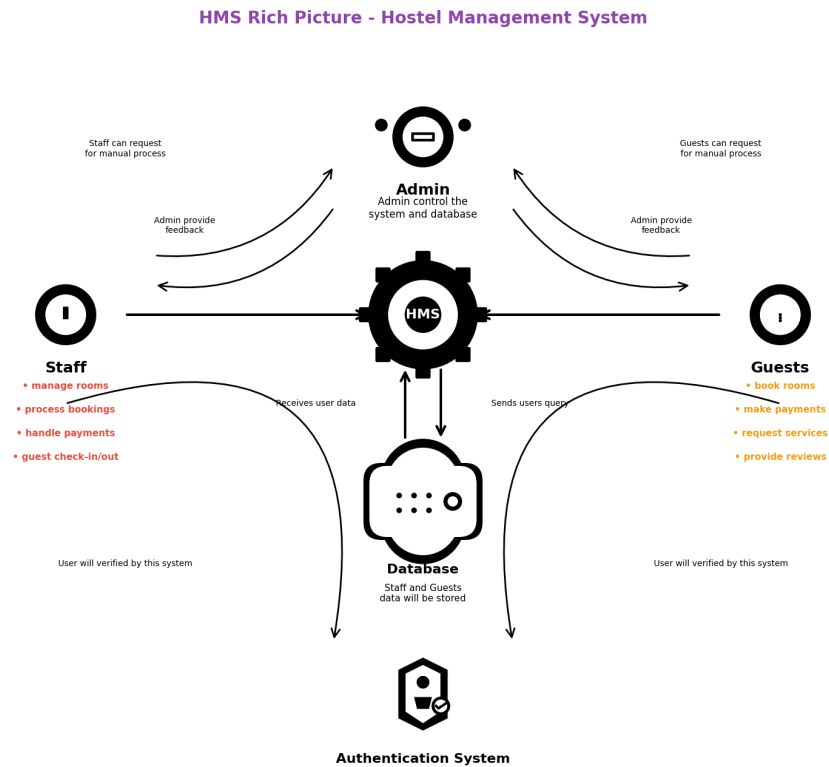 HMS Rich Picture - Hostel Management System
Staff can request
for manual process
Guests can request
for manual process
Admin
Admin control the
system and database
Admin provide
feedback
Admin provide
feedback
HMS
Staff
• manage rooms
• process bookings
• handle payments
• guest check-in/out
Guests
• book rooms
• make payments
• request services
• provide reviews
Receives user data
Sends users query
User will verified by this system
User will verified by this system
Database
Staff and Guests
data will be stored
Authentication System